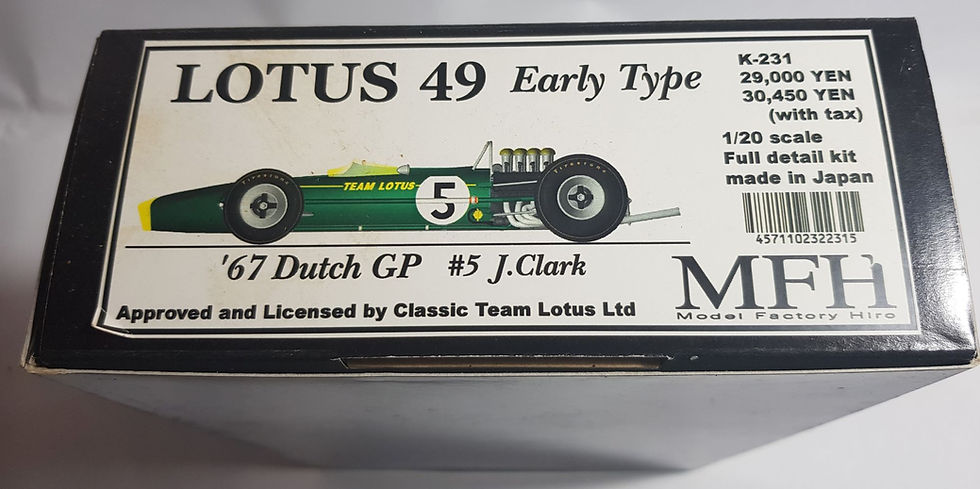 LOTUS 49 Early Type
K-231
29,000 YEN
30,450 YEN
(with tax)
1/20 scale
Full detail kit
made in Japan
4571102322315
Firestone
TEAM LOTUS
5
Firestone
'67 Dutch GP #5 J.Clark
Approved and Licensed by Classic Team Lotus Ltd
MFH
Model Factory Hiro